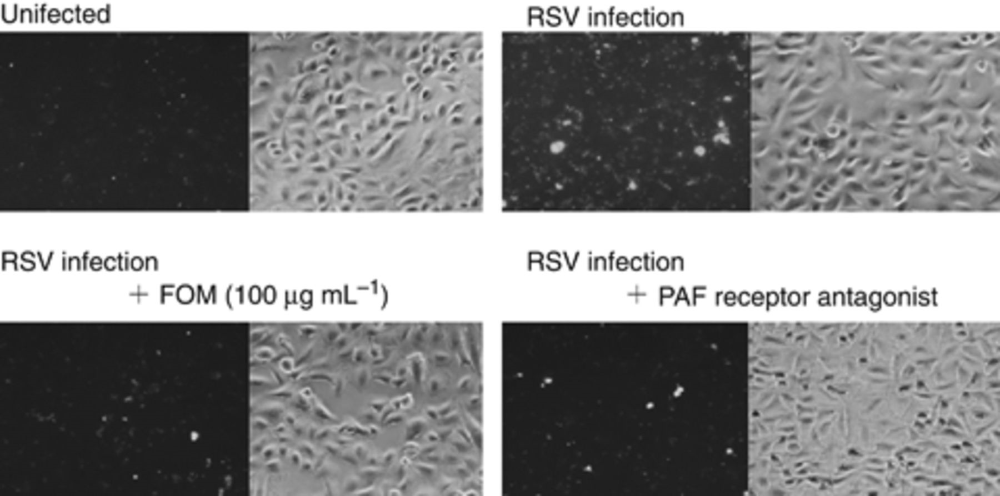 Unifected
RSV infection
RSV infection
+ FOM (100 µg mL⁻¹)
RSV infection
+ PAF receptor antagonist